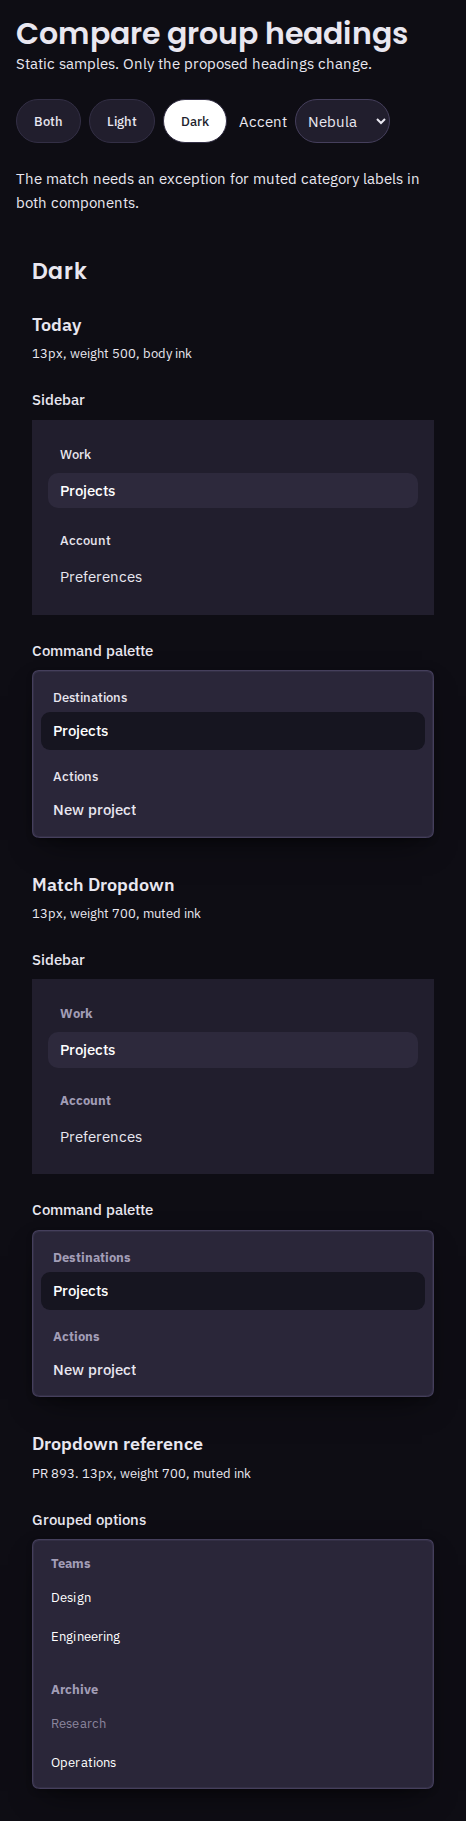 Compare group headings
Static samples. Only the proposed headings change.
Both
Light
Dark
Accent
Nebula
The match needs an exception for muted category labels in
both components.
Dark
Today
13px, weight 500, body ink
Sidebar
Work
Projects
Account
Preferences
Command palette
Destinations
Projects
Actions
New project
Match Dropdown
13px, weight 700, muted ink
Sidebar
Work
Projects
Account
Preferences
Command palette
Destinations
Projects
Actions
New project
Dropdown reference
PR 893. 13px, weight 700, muted ink
Grouped options
Teams
Design
Engineering
Archive
Research
Operations